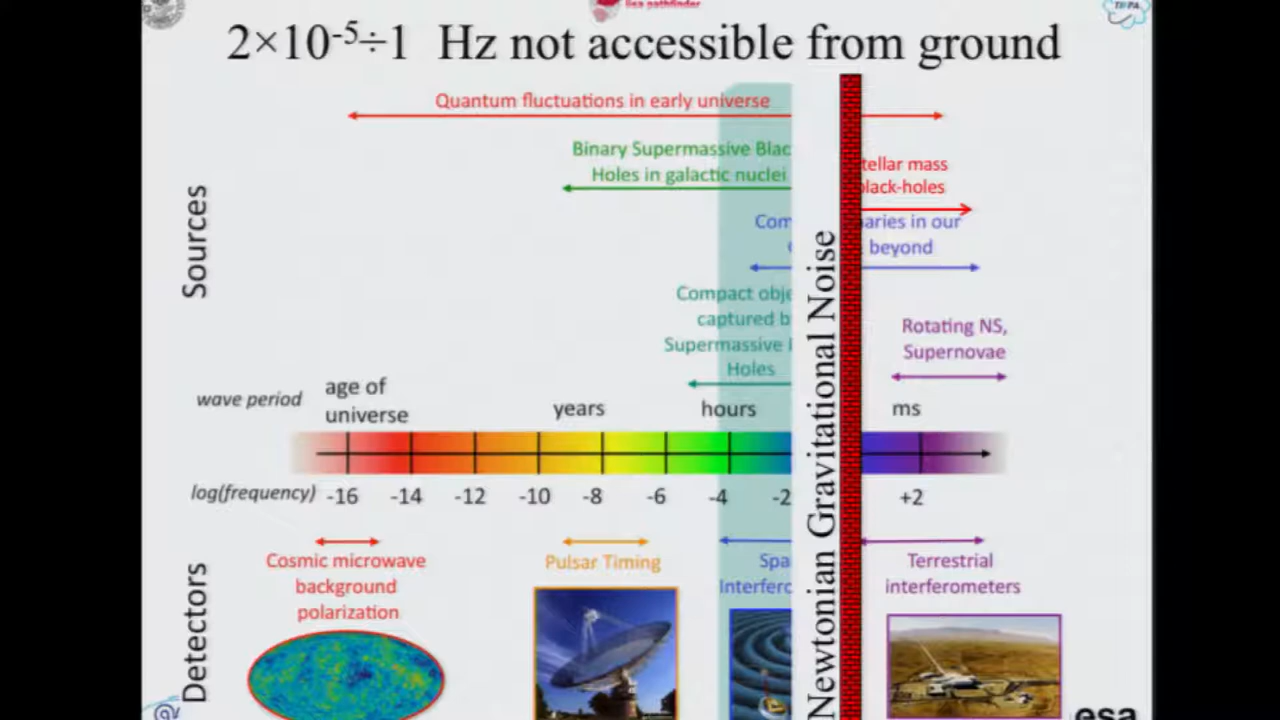 lisa pathfinder
TIFPA
2×10-5÷1 Hz not accessible from ground
Quantum fluctuations in early universe
Binary Supermassive Blac
Holes in galactic nuclei
tellar mass
lack-holes
Com
aries in our
beyond
Compact obje
captured b
Supermassive
Holes
Rotating NS,
Supernovae
Sources
Newtonian Gravitational Noise
wave period
age of
universe
years
hours
ms
log(frequency)
-16 -14 -12 -10 -8 -6 -4 -2 +2
Detectors
Cosmic microwave
background
polarization
Pulsar Timing
Spa
Interfero
Terrestrial
interferometers
@
esa